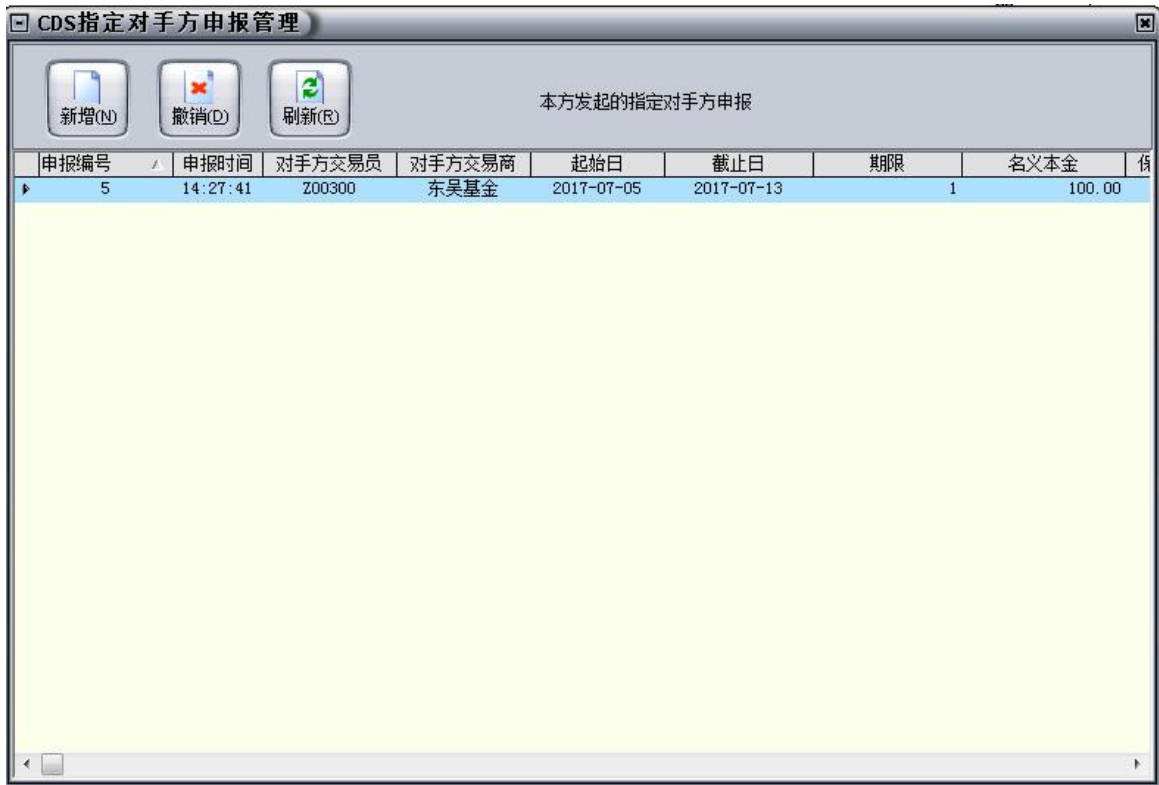 CDS指定对手方申报管理
新增(N) 撤销(D) 刷新(R) 本方发起的指定对手方申报
申报编号 申报时间 对手方交易员 对手方交易商 起始日 截止日 期限 名义本金
5 14:27:41 Z00300 东吴基金 2017-07-05 2017-07-13 1 100.00